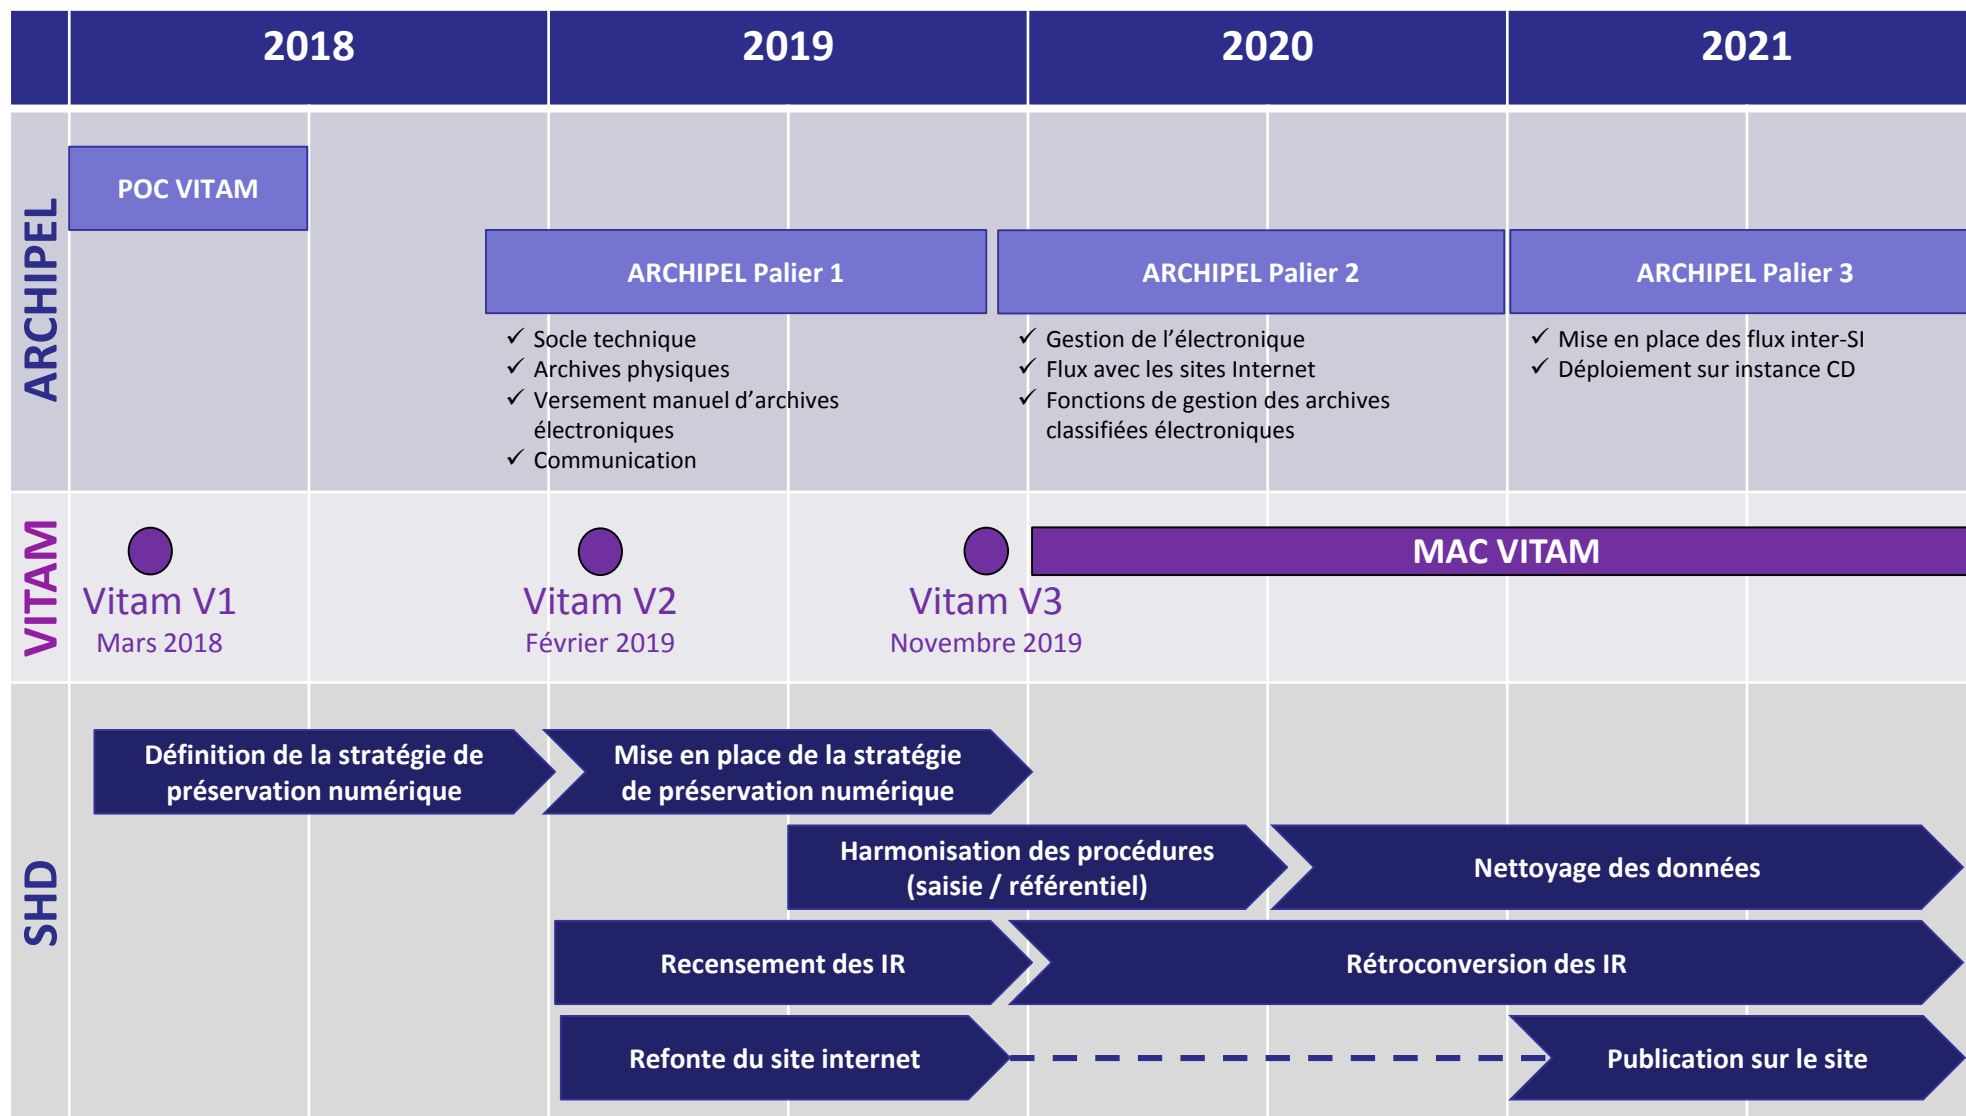 2018
2019
2020
2021
ARCHIPEL
POC VITAM
ARCHIPEL Palier 1
ARCHIPEL Palier 2
ARCHIPEL Palier 3
✓ Socle technique
✓ Archives physiques
✓ Versement manuel d’archives
électroniques
✓ Communication
✓ Gestion de l’électronique
✓ Flux avec les sites Internet
✓ Fonctions de gestion des archives
classifiées électroniques
✓ Mise en place des flux inter-SI
✓ Déploiement sur instance CD
VITAM
Vitam V1
Mars 2018
Vitam V2
Février 2019
Vitam V3
Novembre 2019
MAC VITAM
SHD
Définition de la stratégie de
préservation numérique
Mise en place de la stratégie
de préservation numérique
Harmonisation des procédures
(saisie / référentiel)
Nettoyage des données
Recensement des IR
Rétroconversion des IR
Refonte du site internet
Publication sur le site